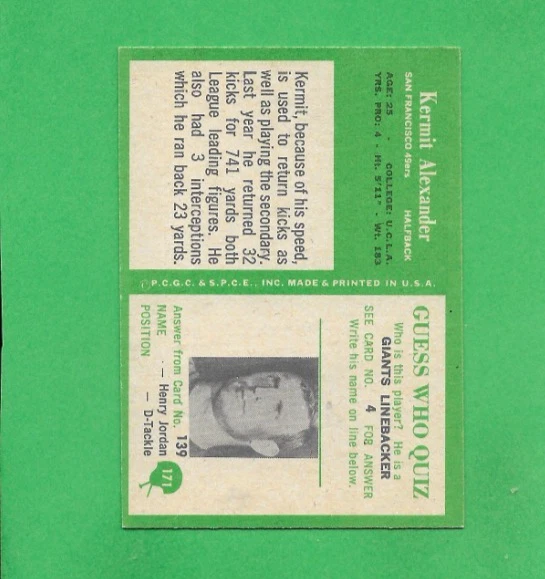 Kermit Alexander
SAN FRANCISCO 49ers HALFBACK
AGE: 25 · COLLEGE: U.C.L.A.
YRS. PRO: 4 · Ht. 5'11" · Wt. 183
Kermit, because of his speed,
is used to return kicks as
well as playing the secondary.
Last year he returned 32
kicks for 741 yards both
League leading figures. He
also had 3 interceptions
which he ran back 23 yards.
P.C.G.C. & S.P.C.E., INC. MADE & PRINTED IN U.S.A.
GUESS WHO QUIZ
Who is this player? He is a
GIANTS LINEBACKER
SEE CARD NO. 4 FOR ANSWER
Write his name on line below.
Answer from Card No. 139
NAME — Henry Jordan
POSITION — D-Tackle
171